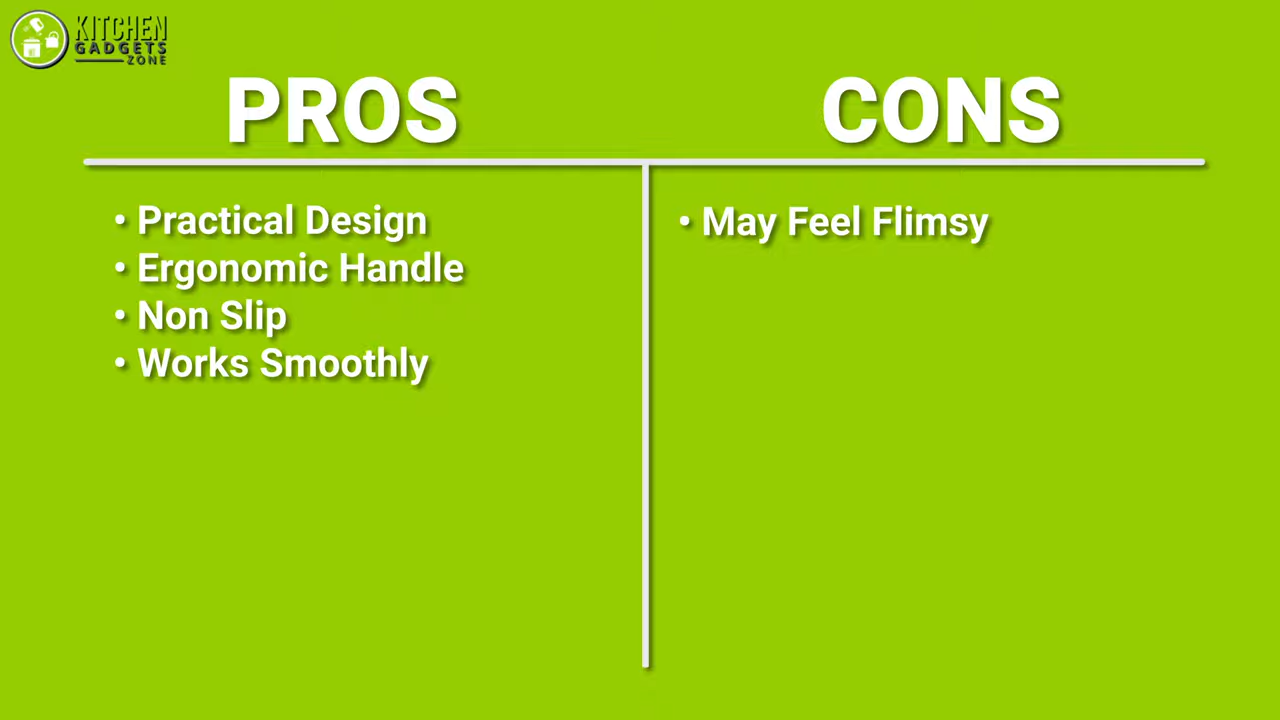 KITCHEN
GADGETS
ZONE
PROS
CONS
• Practical Design
• Ergonomic Handle
• Non Slip
• Works Smoothly
• May Feel Flimsy